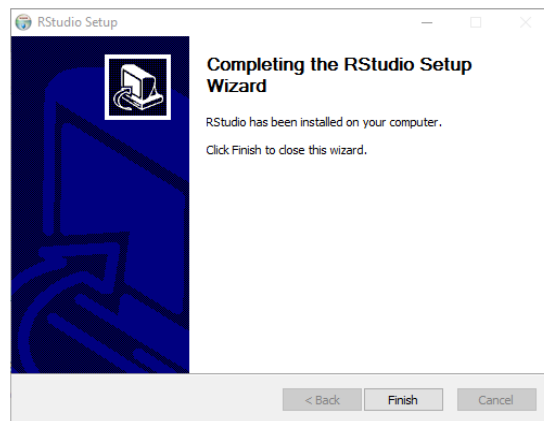 RStudio Setup
Completing the RStudio Setup
Wizard
RStudio has been installed on your computer.
Click Finish to close this wizard.
< Back
Finish
Cancel